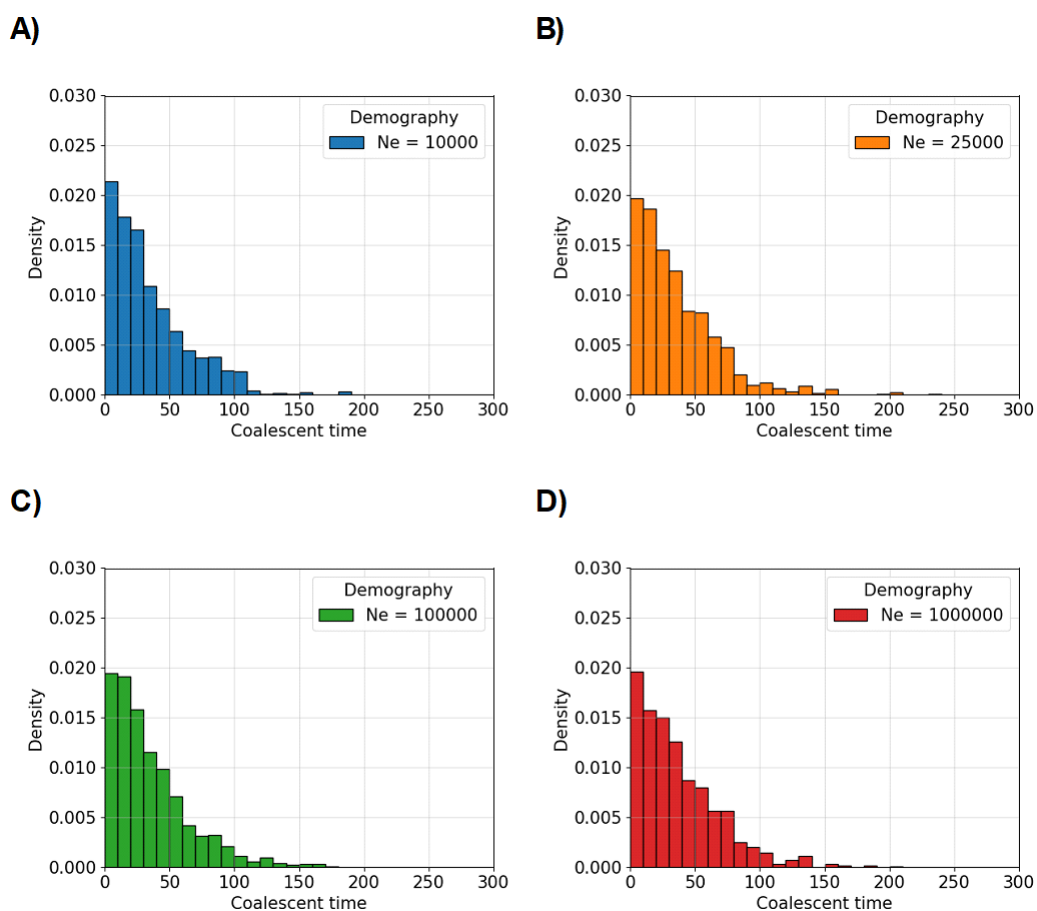 A)
0.030
0.025
0.020
0.015
0.010
0.005
0.000
Density
Demography
Ne = 10000
0 50 100 150 200 250 300
Coalescent time
B)
0.030
0.025
0.020
0.015
0.010
0.005
0.000
Density
Demography
Ne = 25000
0 50 100 150 200 250 300
Coalescent time
C)
0.030
0.025
0.020
0.015
0.010
0.005
0.000
Density
Demography
Ne = 100000
0 50 100 150 200 250 300
Coalescent time
D)
0.030
0.025
0.020
0.015
0.010
0.005
0.000
Density
Demography
Ne = 1000000
0 50 100 150 200 250 300
Coalescent time